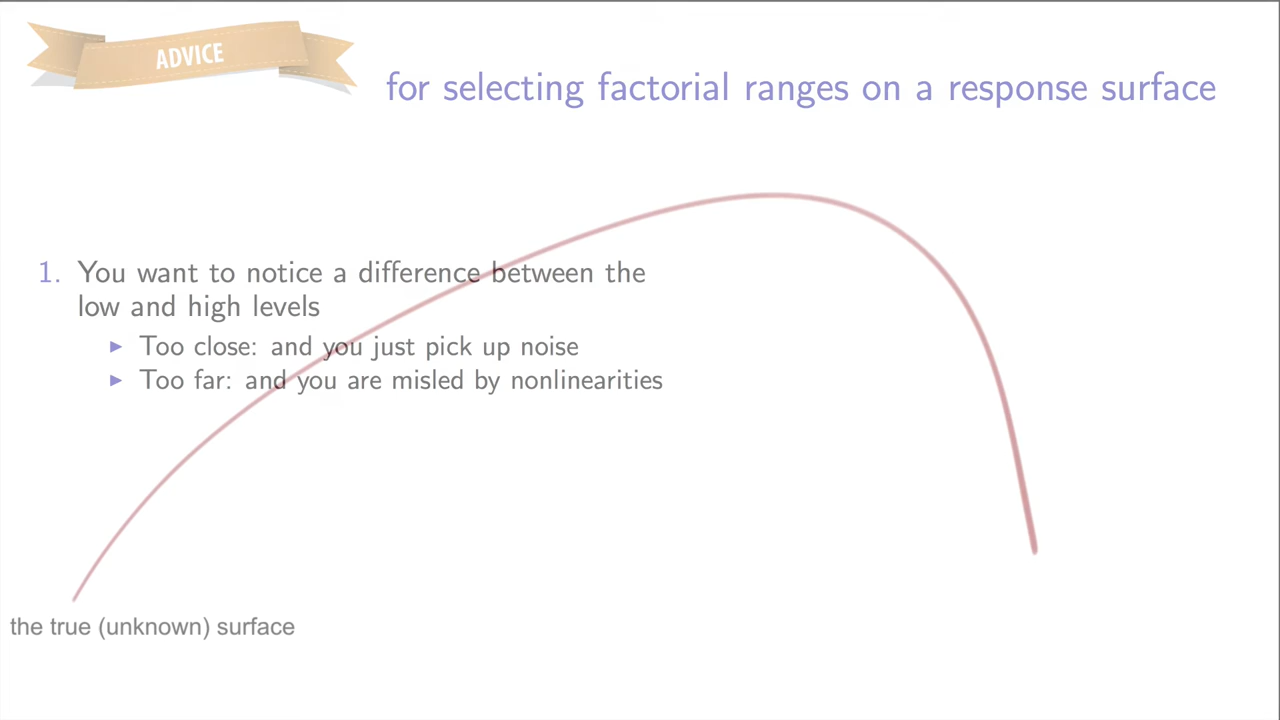 ADVICE
for selecting factorial ranges on a response surface
1. You want to notice a difference between the
low and high levels
▶ Too close: and you just pick up noise
▶ Too far: and you are misled by nonlinearities
the true (unknown) surface